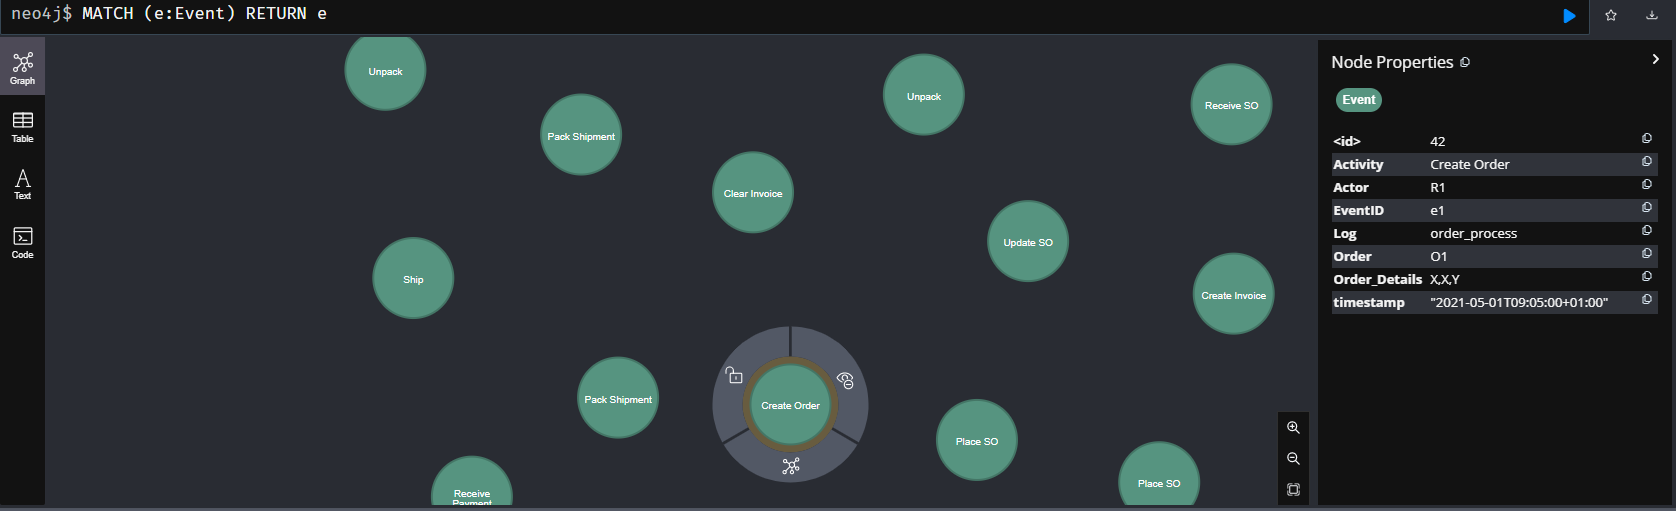 neo4j$ MATCH (e:Event) RETURN e
Graph
Table
Text
Code
Unpack
Pack Shipment
Clear Invoice
Unpack
Receive SO
Update SO
Create Invoice
Ship
Pack Shipment
Create Order
Place SO
Place SO
Receive
Payment
Node Properties
Event
<id> 42
Activity Create Order
Actor R1
EventID e1
Log order_process
Order O1
Order_Details X,X,Y
timestamp "2021-05-01T09:05:00+01:00"